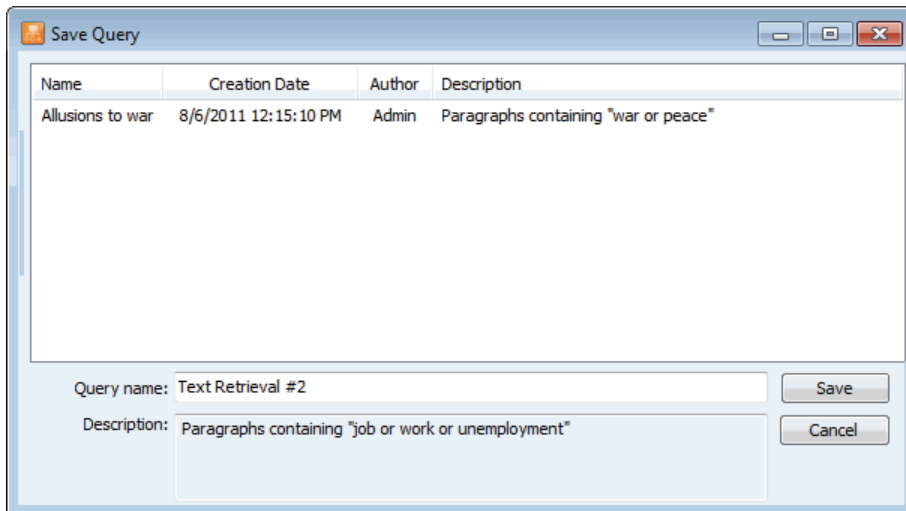 Save Query
Name Creation Date Author Description
Allusions to war 8/6/2011 12:15:10 PM Admin Paragraphs containing "war or peace"
Query name: Text Retrieval #2 Save
Description: Paragraphs containing "job or work or unemployment" Cancel